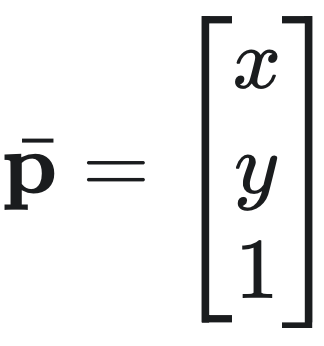 p̄ = [x
y
1]